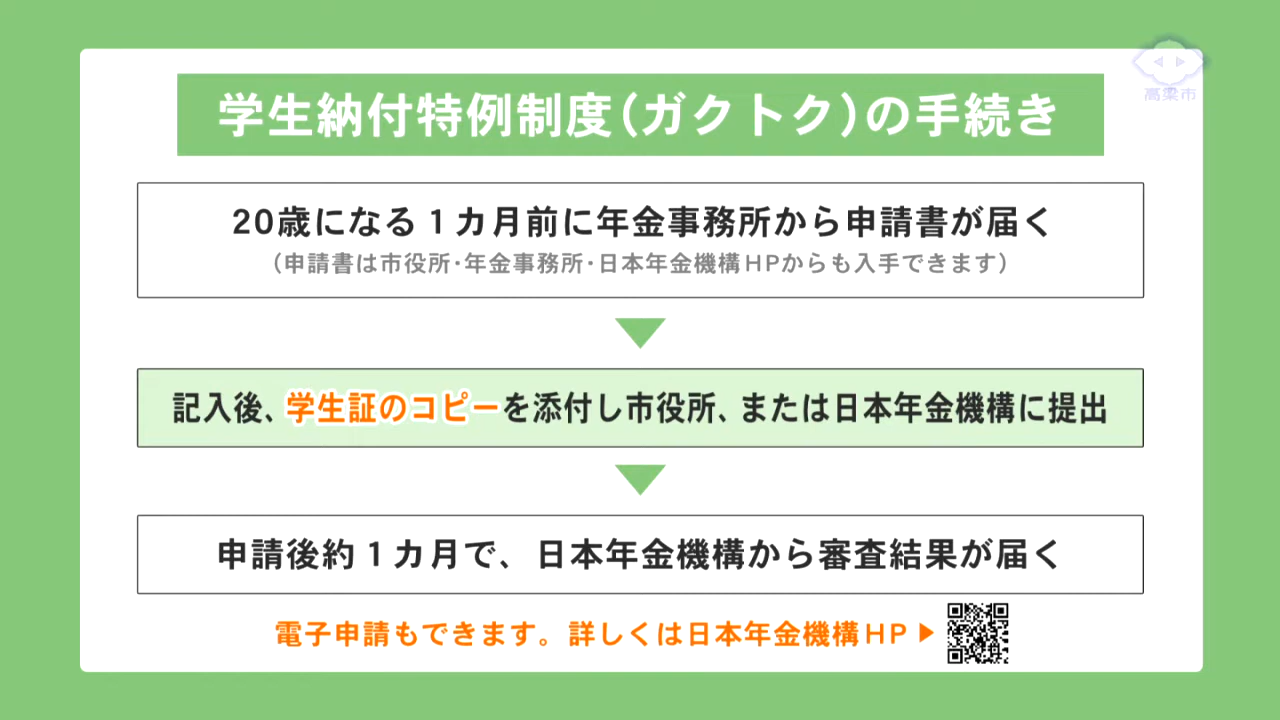 高梁市
学生納付特例制度(ガクトク)の手続き
20歳になる１カ月前に年金事務所から申請書が届く
(申請書は市役所・年金事務所・日本年金機構HPからも入手できます)
記入後、学生証のコピーを添付し市役所、または日本年金機構に提出
申請後約１カ月で、日本年金機構から審査結果が届く
電子申請もできます。詳しくは日本年金機構HP▶